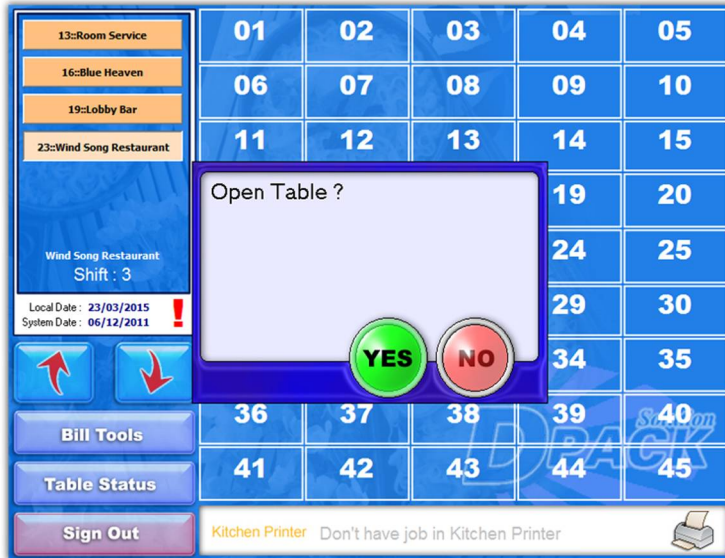 13::Room Service
16::Blue Heaven
19::Lobby Bar
23::Wind Song Restaurant
Wind Song Restaurant
Shift : 3
Local Date : 23/03/2015
System Date : 06/12/2011
!
Bill Tools
Table Status
Sign Out
01 02 03 04 05
06 07 08 09 10
11 12 13 14 15
19 20
24 25
29 30
34 35
36 37 38 39 40
41 42 43 44 45
Open Table ?
YES NO
Solution
DPACK
Kitchen Printer Don't have job in Kitchen Printer